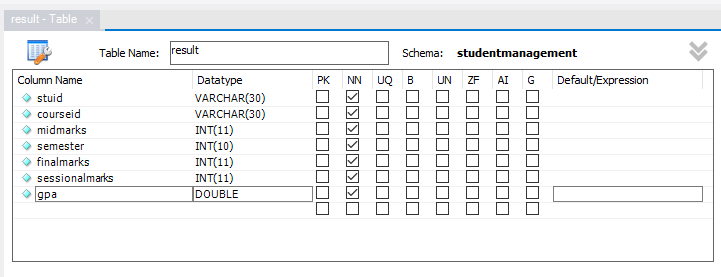 result - Table
Table Name: result Schema: studentmanagement
Column Name Datatype PK NN UQ B UN ZF AI G Default/Expression
stuid VARCHAR(30)
courseid VARCHAR(30)
midmarks INT(11)
semester INT(10)
finalmarks INT(11)
sessionalmarks INT(11)
gpa DOUBLE